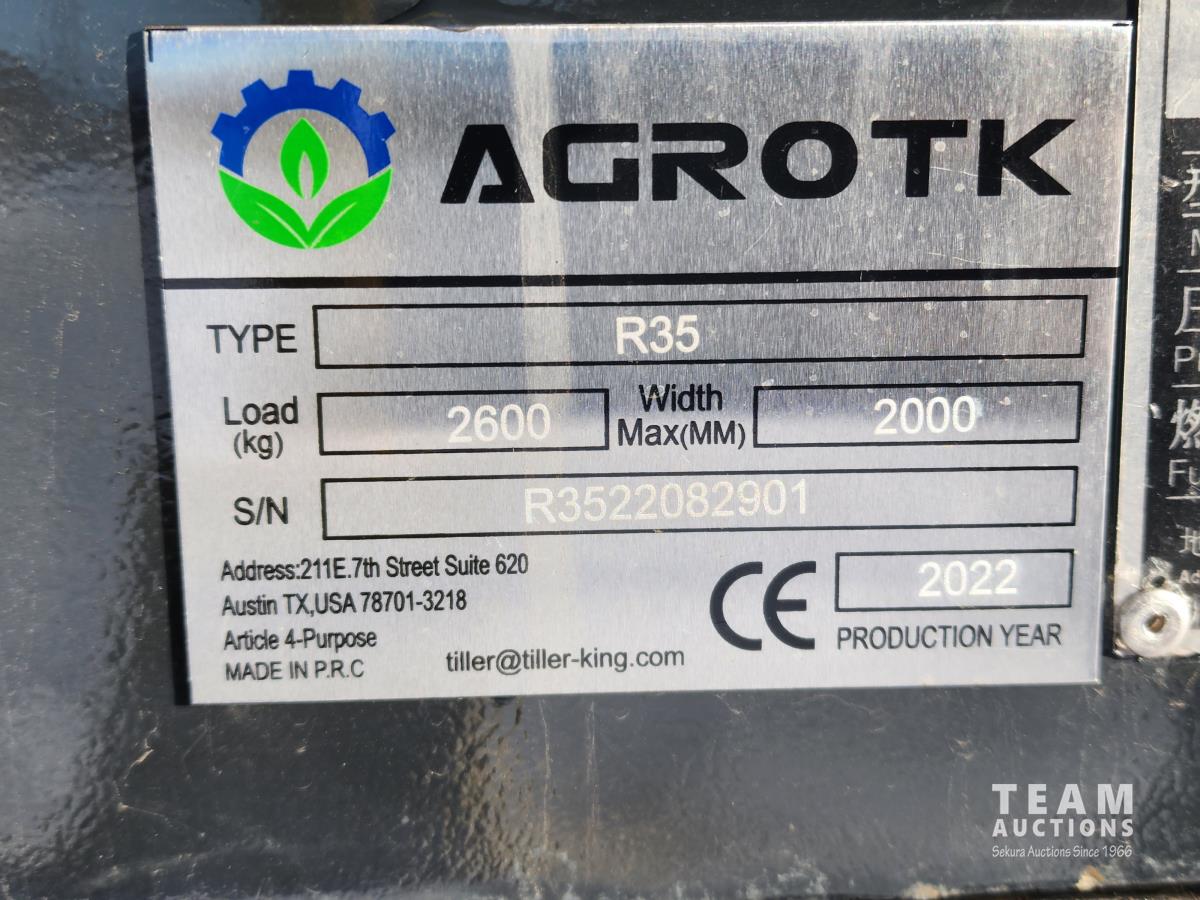 AGROTK
TYPE R35
Load (kg) 2600 Width Max(MM) 2000
S/N R3522082901
Address:211E.7th Street Suite 620
Austin TX,USA 78701-3218
Article 4-Purpose
MADE IN P.R.C
tiller@tiller-king.com
CE
2022
PRODUCTION YEAR
TEAM
AUCTIONS
Sekura Auctions Since 1966